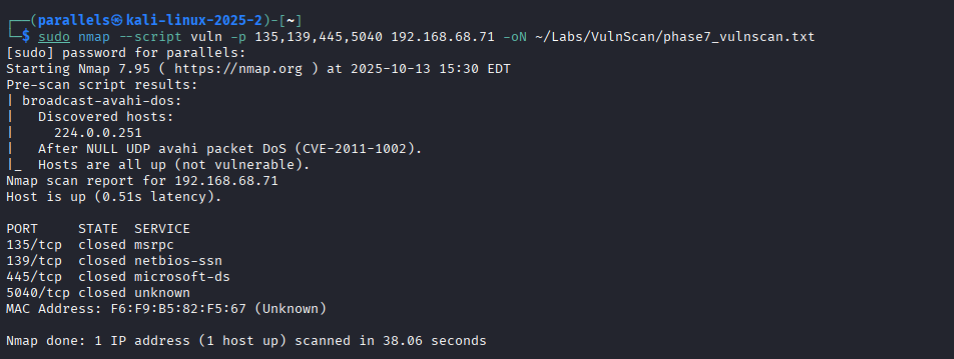 ┌──(parallels㉿kali-linux-2025-2)-[~]
└─$ sudo nmap --script vuln -p 135,139,445,5040 192.168.68.71 -oN ~/Labs/VulnScan/phase7_vulnscan.txt
[sudo] password for parallels:
Starting Nmap 7.95 ( https://nmap.org ) at 2025-10-13 15:30 EDT
Pre-scan script results:
| broadcast-avahi-dos:
|   Discovered hosts:
|     224.0.0.251
|   After NULL UDP avahi packet DoS (CVE-2011-1002).
|_  Hosts are all up (not vulnerable).
Nmap scan report for 192.168.68.71
Host is up (0.51s latency).

PORT     STATE  SERVICE
135/tcp  closed msrpc
139/tcp  closed netbios-ssn
445/tcp  closed microsoft-ds
5040/tcp closed unknown
MAC Address: F6:F9:B5:82:F5:67 (Unknown)

Nmap done: 1 IP address (1 host up) scanned in 38.06 seconds